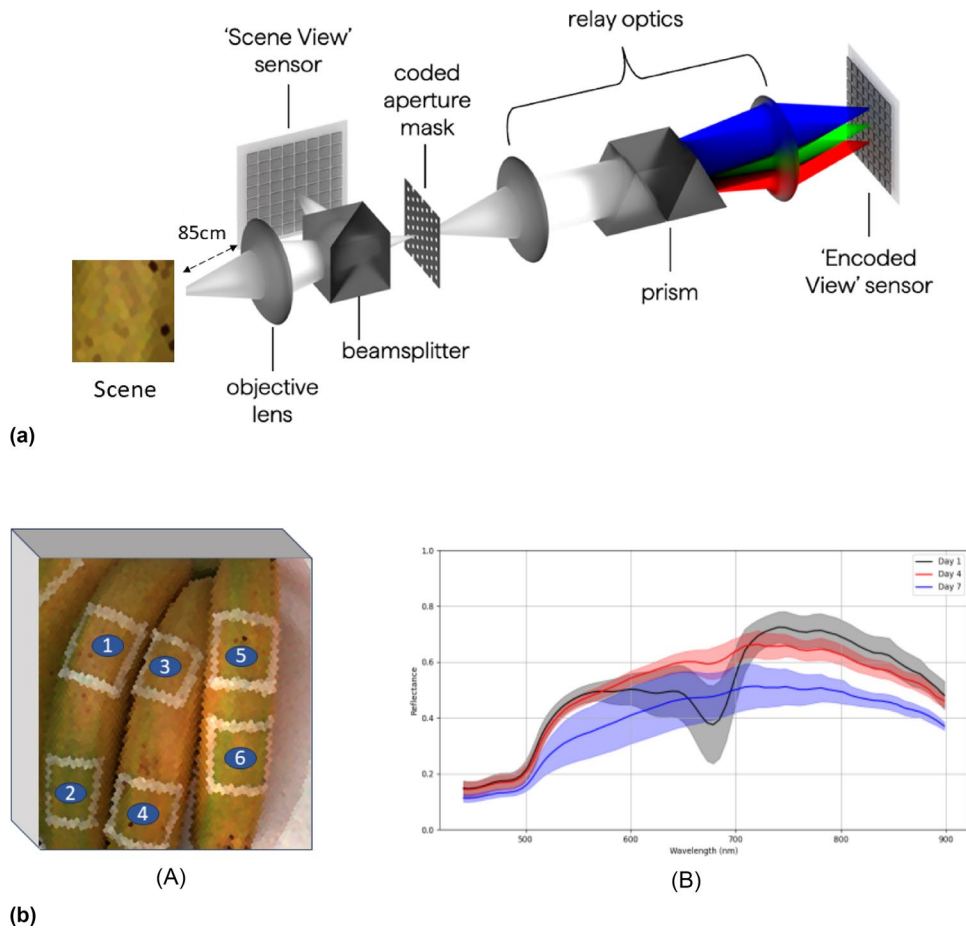 'Scene View'
sensor
coded
aperture
mask
relay optics
85cm
Scene
objective
lens
beamsplitter
prism
'Encoded
View' sensor
(a)
1
2
3
4
5
6
(A)
1.0
0.8
0.6
0.4
0.2
0.0
Reflectance
Day 1
Day 4
Day 7
500
600
700
800
900
Wavelength (nm)
(B)
(b)